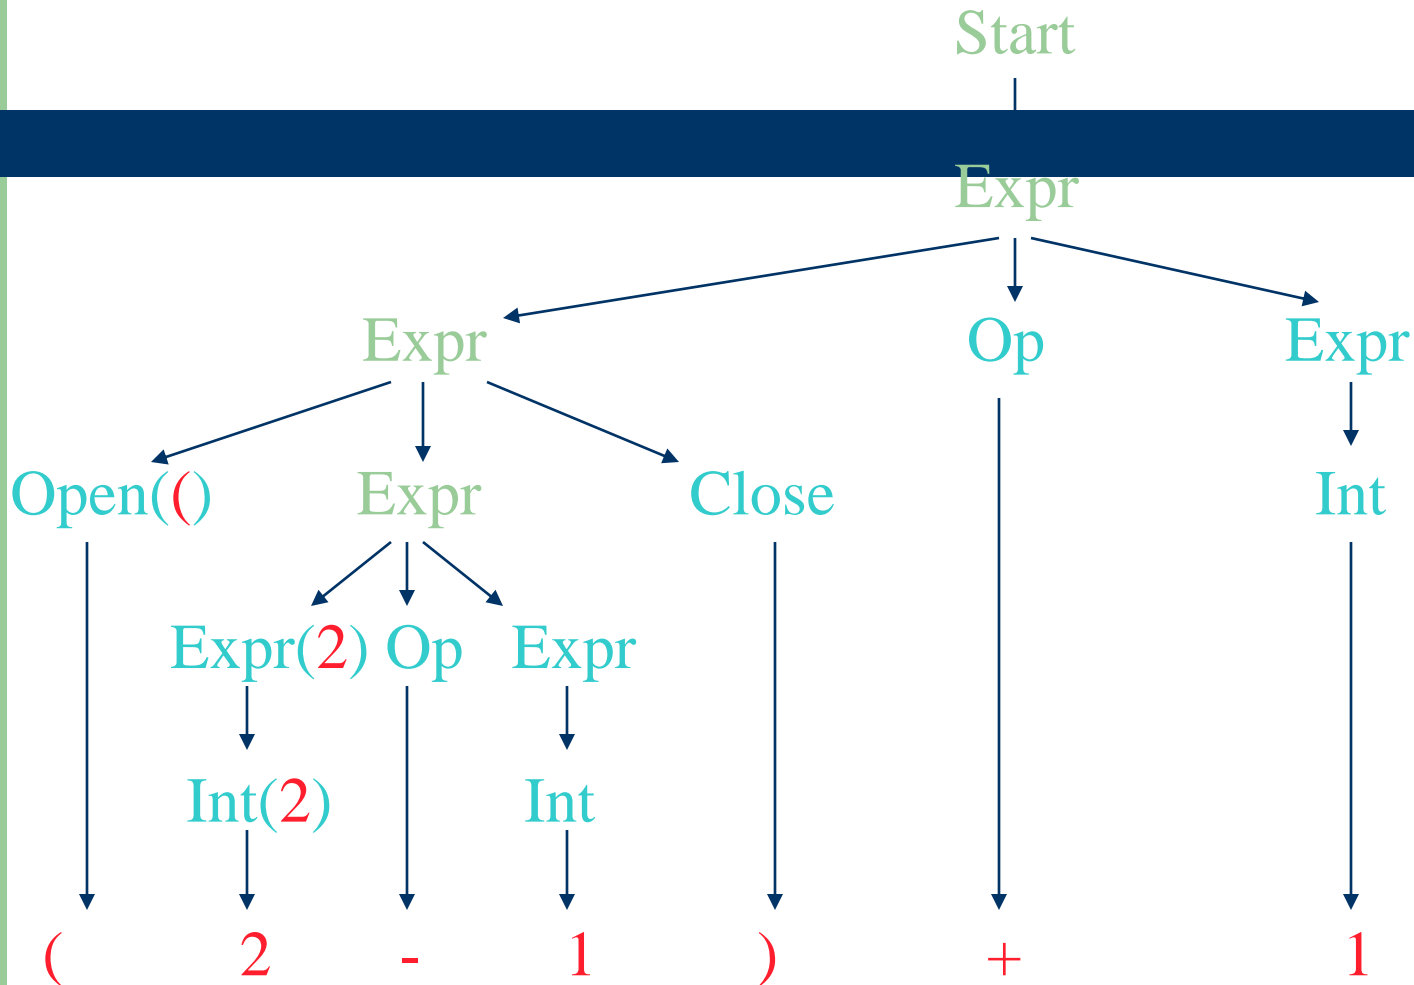 Start
Expr
Expr Op Expr
Open(() Expr Close Int
Expr(2) Op Expr
Int(2) Int
( 2 - 1 ) + 1